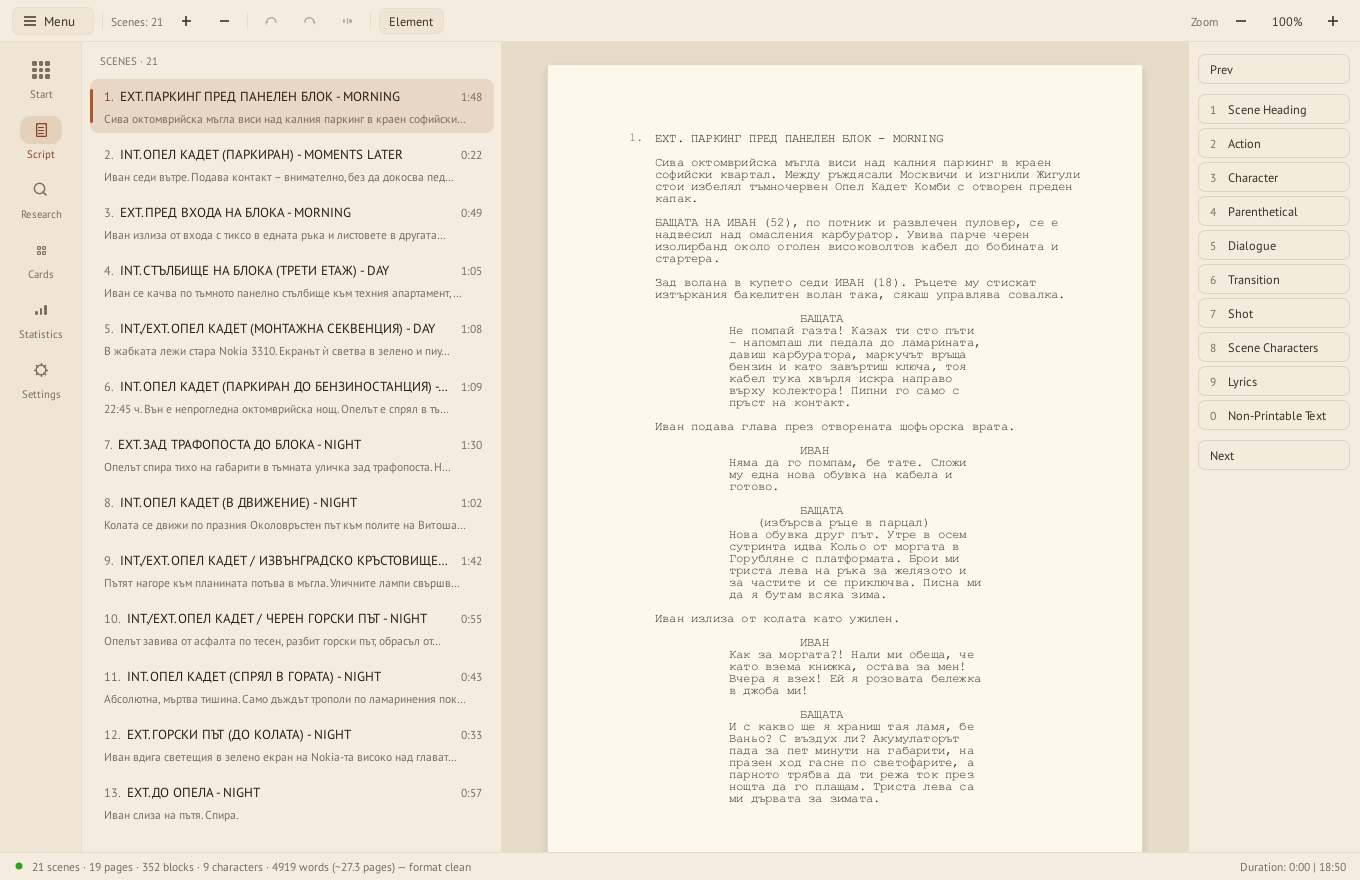 Menu
Scenes: 21
Element
Zoom
100%
Start
Script
Research
Cards
Statistics
Settings
SCENES · 21
1. EXT. ПАРКИНГ ПРЕД ПАНЕЛЕН БЛОК - MORNING 1:48
Сива октомврийска мъгла виси над калния паркинг в краен софийски…
2. INT. ОПЕЛ КАДЕТ (ПАРКИРАН) - MOMENTS LATER 0:22
Иван седи вътре. Подава контакт – внимателно, без да докосва пед…
3. EXT. ПРЕД ВХОДА НА БЛОКА - MORNING 0:49
Иван излиза от входа с тиксо в едната ръка и листовете в другата…
4. INT. СТЪЛБИЩЕ НА БЛОКА (ТРЕТИ ЕТАЖ) - DAY 1:05
Иван се качва по тъмното панелно стълбище към техния апартамент, …
5. INT./EXT. ОПЕЛ КАДЕТ (МОНТАЖНА СЕКВЕНЦИЯ) - DAY 1:08
В жабката лежи стара Nokia 3310. Екранът ѝ светва в зелено и пиу…
6. INT. ОПЕЛ КАДЕТ (ПАРКИРАН ДО БЕНЗИНОСТАНЦИЯ) -… 1:09
22:45 ч. Вън е непрогледна октомврийска нощ. Опелът е спрял в тъ…
7. EXT. ЗАД ТРАФОПОСТА ДО БЛОКА - NIGHT 1:30
Опелът спира тихо на габарити в тъмната уличка зад трафопоста. Н…
8. INT. ОПЕЛ КАДЕТ (В ДВИЖЕНИЕ) - NIGHT 1:02
Колата се движи по празния Околовръстен път към полите на Витоша…
9. INT./EXT. ОПЕЛ КАДЕТ / ИЗВЪНГРАДСКО КРЪСТОВИЩЕ… 1:42
Пътят нагоре към планината потъва в мъгла. Уличните лампи свършв…
10. INT./EXT. ОПЕЛ КАДЕТ / ЧЕРЕН ГОРСКИ ПЪТ - NIGHT 0:55
Опелът завива от асфалта по тесен, разбит горски път, обрасъл от…
11. INT. ОПЕЛ КАДЕТ (СПРЯЛ В ГОРАТА) - NIGHT 0:43
Абсолютна, мъртва тишина. Само дъждът трополи по ламаринения пок…
12. EXT. ГОРСКИ ПЪТ (ДО КОЛАТА) - NIGHT 0:33
Иван вдига светещия в зелено екран на Nokia-та високо над глават…
13. EXT. ДО ОПЕЛА - NIGHT 0:57
Иван слиза на пътя. Спира.
1. EXT. ПАРКИНГ ПРЕД ПАНЕЛЕН БЛОК - MORNING
Сива октомврийска мъгла виси над калния паркинг в краен
софийски квартал. Между ръждясали Москвичи и изгнили Жигули
стои избелял тъмночервен Опел Кадет Комби с отворен преден
капак.
БАЩАТА НА ИВАН (52), по потник и развлечен пуловер, се е
надвесил над омасления карбуратор. Увива парче черен
изолирбанд около оголен високоволтов кабел до бобината и
стартера.
Зад волана в купето седи ИВАН (18). Ръцете му стискат
изтъркания бакелитен волан така, сякаш управлява совалка.
БАЩАТА
Не помпай газта! Казах ти сто пъти
– напомпаш ли педала до ламарината,
давиш карбуратора, маркучът връща
бензин и като завъртиш ключа, тоя
кабел тука хвърля искра направо
върху колектора! Пипни го само с
пръст на контакт.
Иван подава глава през отворената шофьорска врата.
ИВАН
Няма да го помпам, бе тате. Сложи
му една нова обувка на кабела и
готово.
БАЩАТА
(избърсва ръце в парцал)
Нова обувка друг път. Утре в осем
сутринта идва Кольо от моргата в
Горубляне с платформата. Брои ми
триста лева на ръка за желязото и
за частите и се приключва. Писна ми
да я бутам всяка зима.
Иван излиза от колата като ужилен.
ИВАН
Как за моргата?! Нали ми обеща, че
като взема книжка, остава за мен!
Вчера я взех! Ей я розовата бележка
в джоба ми!
БАЩАТА
И с какво ще я храниш тая ламя, бе
Ваньо? С въздух ли? Акумулаторът
пада за пет минути на габарити, на
празен ход гасне по светофарите, а
парното трябва да ти режа ток през
нощта да го плащам. Триста лева са
ми дървата за зимата.
Prev
1 Scene Heading
2 Action
3 Character
4 Parenthetical
5 Dialogue
6 Transition
7 Shot
8 Scene Characters
9 Lyrics
0 Non-Printable Text
Next
21 scenes · 19 pages · 352 blocks · 9 characters · 4919 words (~27.3 pages) — format clean
Duration: 0:00 | 18:50